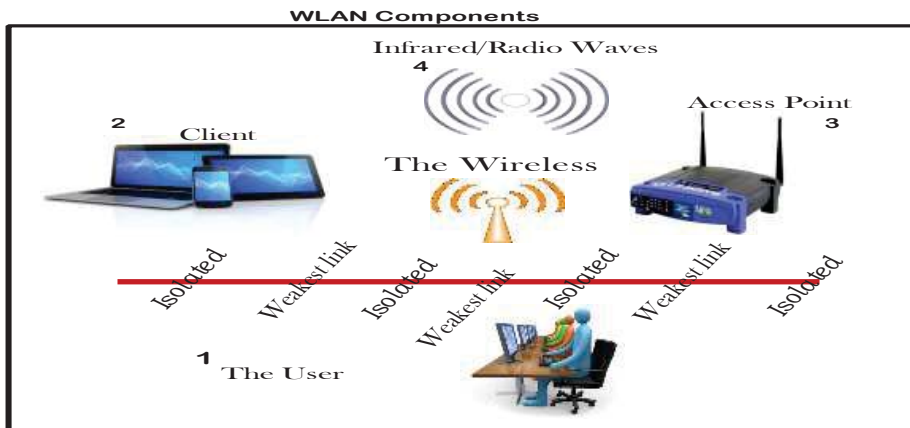 WLAN Components
Infrared/Radio Waves
4
Access Point
3
2
Client
The Wireless
Isolated
Weakest link
Isolated
Weakest link
Isolated
Weakest link
Isolated
1
The User